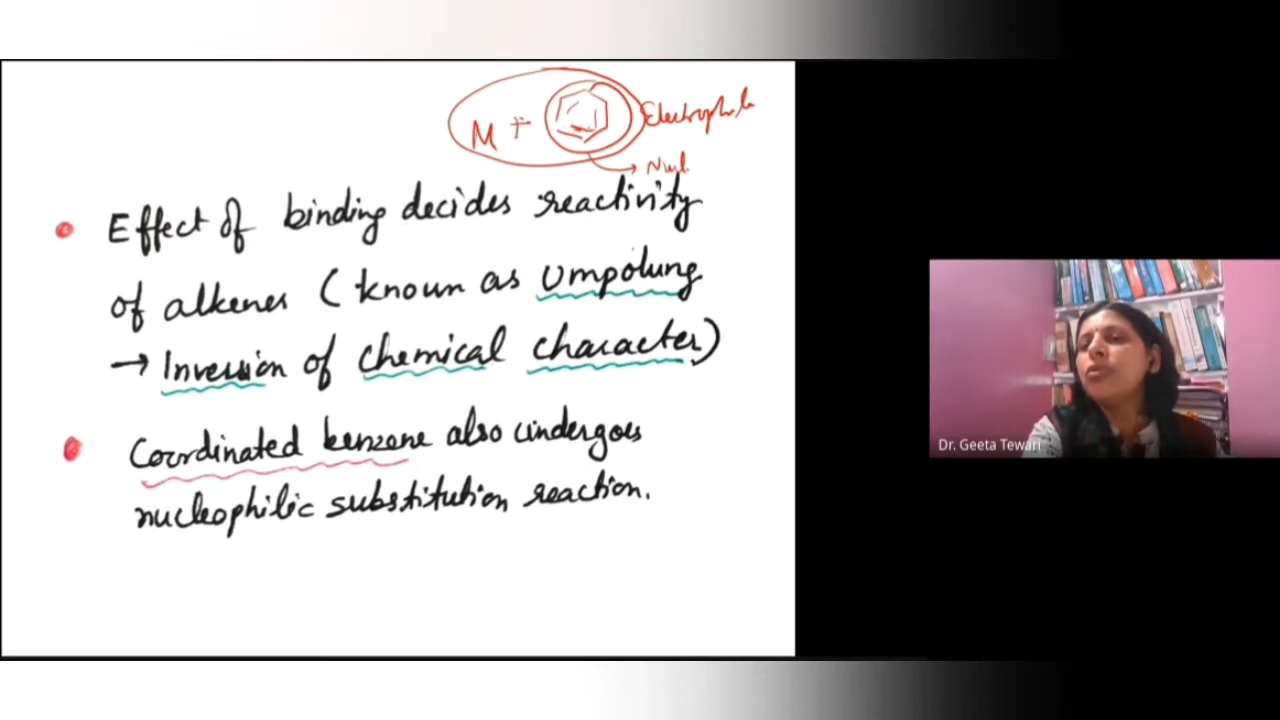 M + Electrophile
Nul.
Effect of binding decides reactivity
of alkenes (known as Umpolung
→ Inversion of chemical character)
Coordinated benzene also undergoes
nucleophilic substitution reaction.
Dr. Geeta Tewari